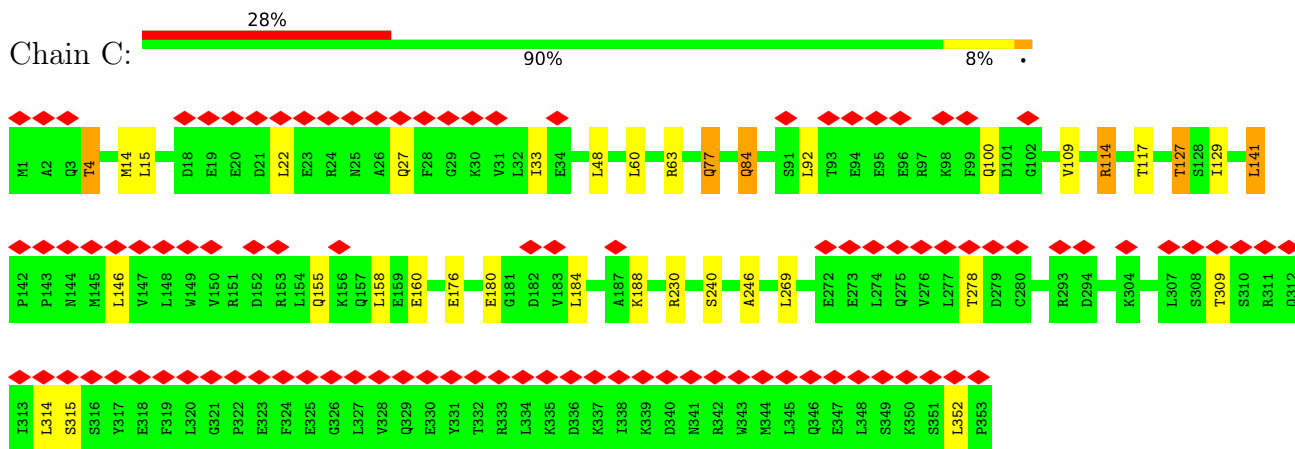 28%
Chain C:
90% 8% •
M1 A2 Q3 T4 M14 L15 D18 E19 E20 D21 L22 E23 R24 N25 A26 Q27 F28 G29 K30 V31 L32 I33 E34 L48 L60 R63 Q77 Q84 S91 L92 T93 E94 E95 E96 R97 K98 F99 Q100 D101 G102 V109 R114 T117 T127 S128 I129 L141
P142 P143 N144 M145 L146 V147 L148 W149 V150 R151 D152 R153 L154 Q155 K156 Q157 L158 E159 E160 E176 E180 G181 D182 V183 L184 A187 K188 R230 S240 A246 L269 E272 E273 L274 Q275 V276 L277 T278 D279 C280 R293 D294 K304 L307 S308 T309 S310 R311 Q312
I313 L314 S315 S316 Y317 E318 F319 L320 G321 P322 E323 F324 E325 G326 L327 V328 Q329 E330 Y331 T332 R333 L334 K335 D336 K337 I338 K339 D340 N341 R342 W343 M344 L345 Q346 E347 L348 S349 K350 S351 L352 P353